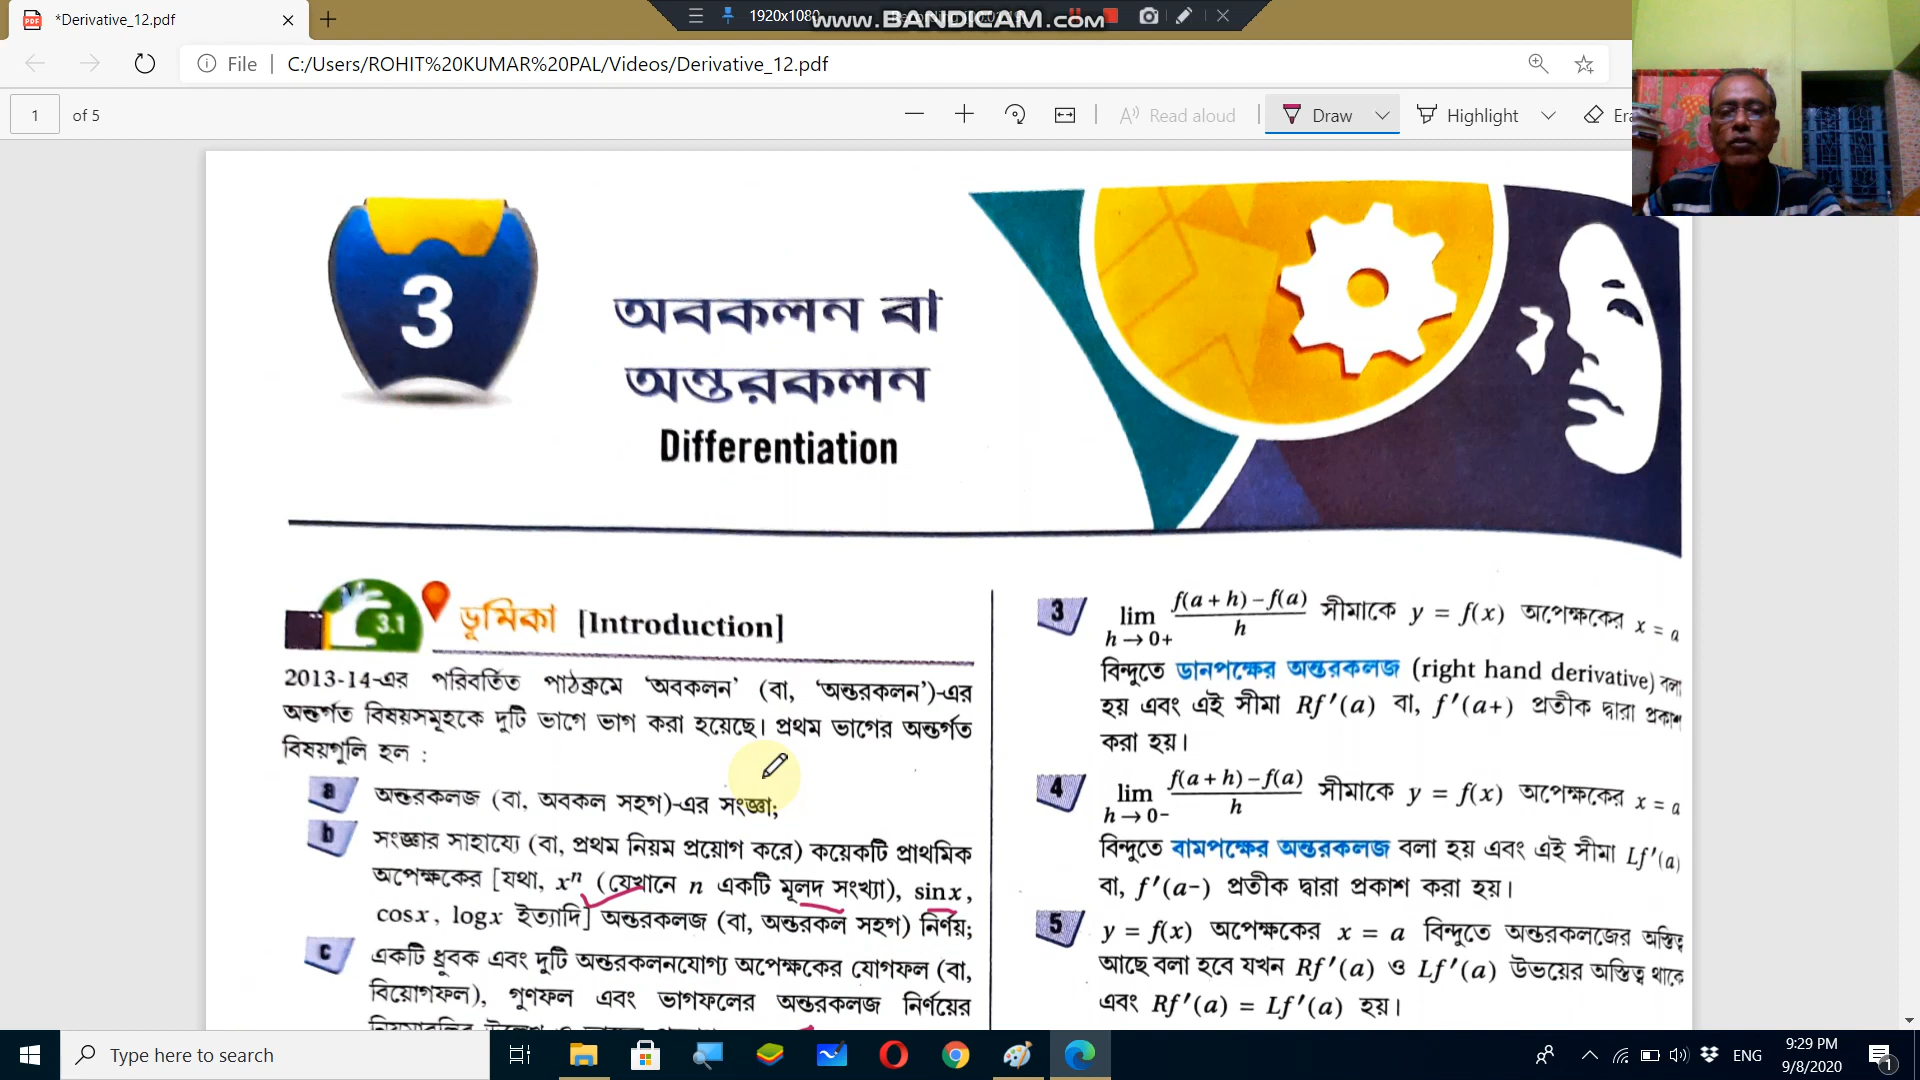 *Derivative_12.pdf
1920x1080
www.BANDICAM.com
File
C:/Users/ROHIT%20KUMAR%20PAL/Videos/Derivative_12.pdf
1 of 5
Read aloud
Draw
Highlight
Era
3
অবকলন বা
অন্তরকলন
Differentiation
3.1 ভূমিকা [Introduction]
2013-14-এর পরিবর্তিত পাঠক্রমে ‘অবকলন’ (বা, ‘অন্তরকলন’)-এর
অন্তর্গত বিষয়সমূহকে দুটি ভাগে ভাগ করা হয়েছে। প্রথম ভাগের অন্তর্গত
বিষয়গুলি হল :
a অন্তরকলজ (বা, অবকল সহগ)-এর সংজ্ঞা;
b সংজ্ঞার সাহায্যে (বা, প্রথম নিয়ম প্রয়োগ করে) কয়েকটি প্রাথমিক
অপেক্ষকের [যথা, xⁿ (যেখানে n একটি মূলদ সংখ্যা), sin x,
cos x, log x ইত্যাদি] অন্তরকলজ (বা, অন্তরকল সহগ) নির্ণয়;
c একটি ধ্রুবক এবং দুটি অন্তরকলনযোগ্য অপেক্ষকের যোগফল (বা,
বিয়োগফল), গুণফল এবং ভাগফলের অন্তরকলজ নির্ণয়ের
3 lim h→0+ f(a+h)−f(a) / h সীমাকে y = f(x) অপেক্ষকের x = a
বিন্দুতে ডানপক্ষের অন্তরকলজ (right hand derivative) বলা
হয় এবং এই সীমা Rf′(a) বা, f′(a+) প্রতীক দ্বারা প্রকাশ
করা হয়।
4 lim h→0− f(a+h)−f(a) / h সীমাকে y = f(x) অপেক্ষকের x = a
বিন্দুতে বামপক্ষের অন্তরকলজ বলা হয় এবং এই সীমা Lf′(a)
বা, f′(a−) প্রতীক দ্বারা প্রকাশ করা হয়।
5 y = f(x) অপেক্ষকের x = a বিন্দুতে অন্তরকলজের অস্তিত্ব
আছে বলা হবে যখন Rf′(a) ও Lf′(a) উভয়ের অস্তিত্ব থাকে
এবং Rf′(a) = Lf′(a) হয়।
Type here to search
ENG
9:29 PM
9/8/2020
1